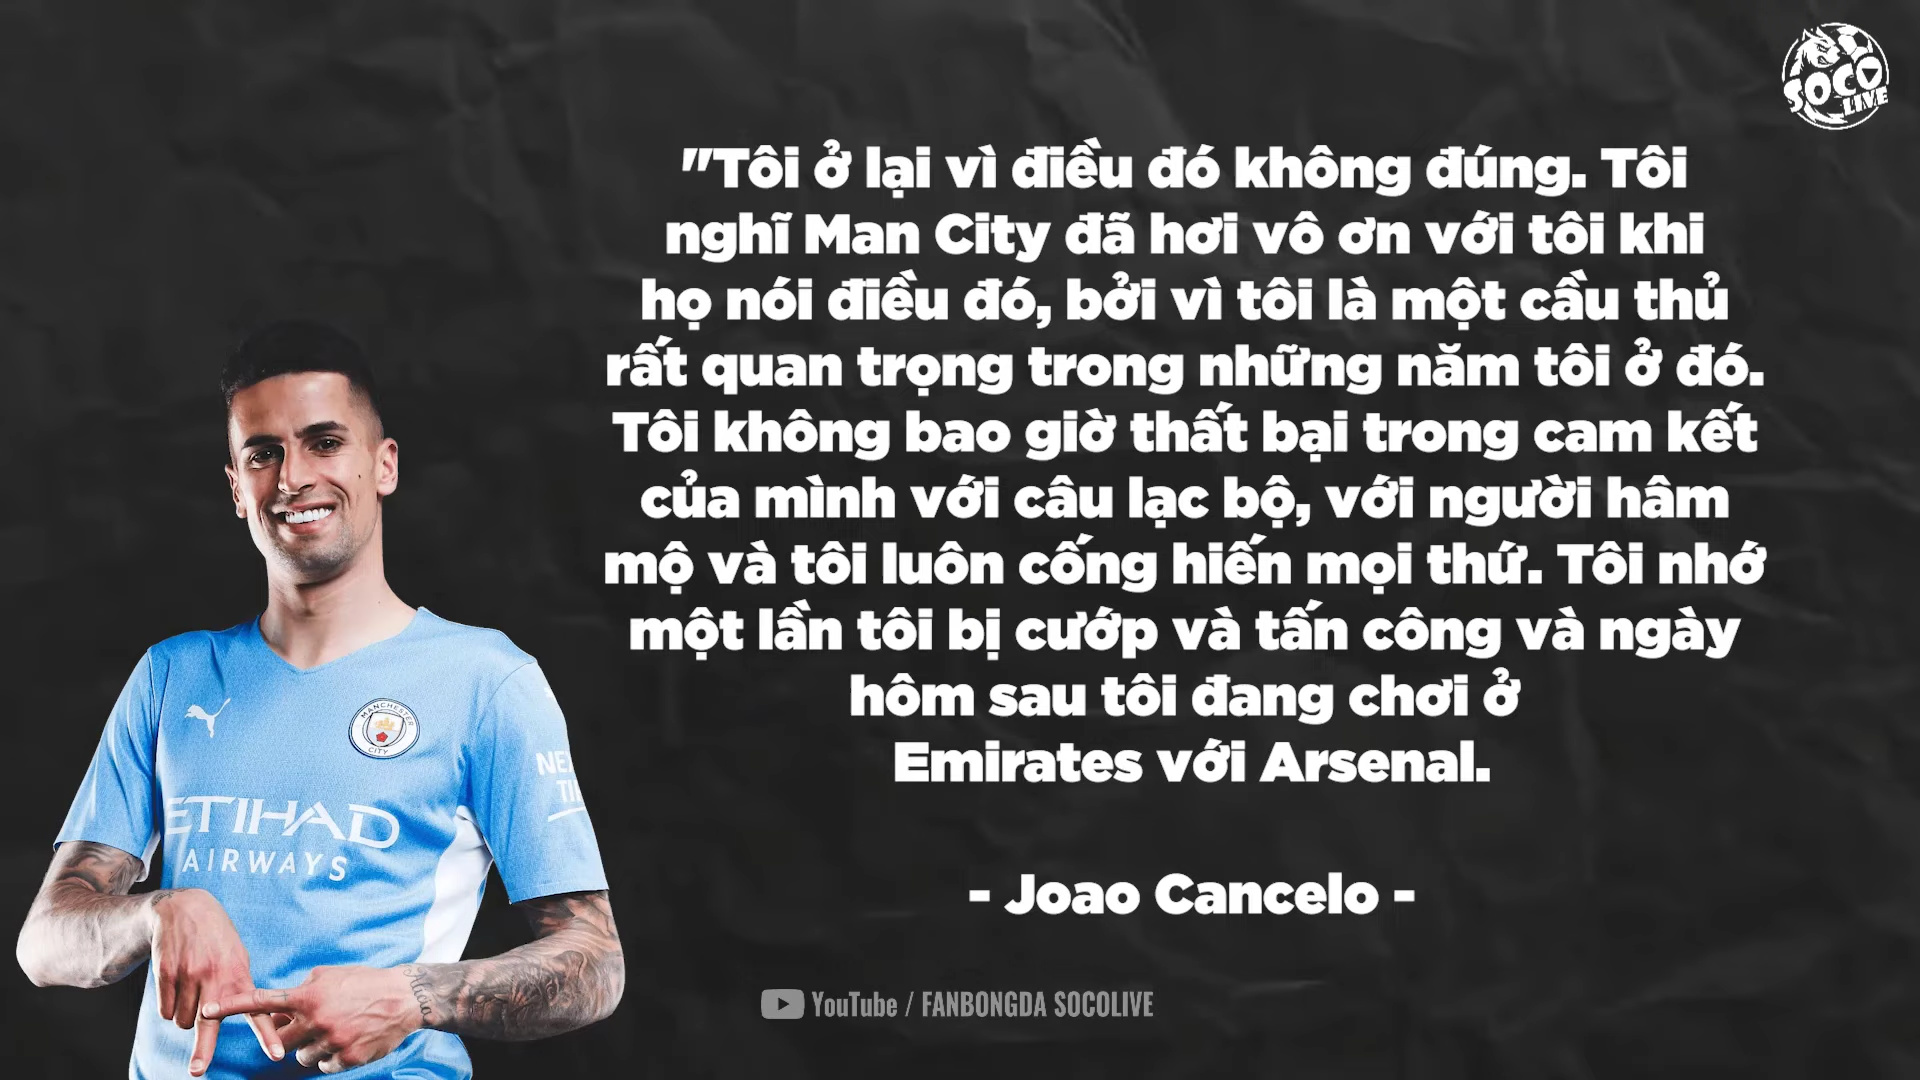 SOCO
LIVE
"Tôi ở lại vì điều đó không đúng. Tôi
nghĩ Man City đã hơi vô ơn với tôi khi
họ nói điều đó, bởi vì tôi là một cầu thủ
rất quan trọng trong những năm tôi ở đó.
Tôi không bao giờ thất bại trong cam kết
của mình với câu lạc bộ, với người hâm
mộ và tôi luôn cống hiến mọi thứ. Tôi nhớ
một lần tôi bị cướp và tấn công và ngày
hôm sau tôi đang chơi ở
Emirates với Arsenal.
- Joao Cancelo -
MANCHESTER
CITY
NE
TI
ETIHAD
AIRWAYS
YouTube / FANBONGDA SOCOLIVE